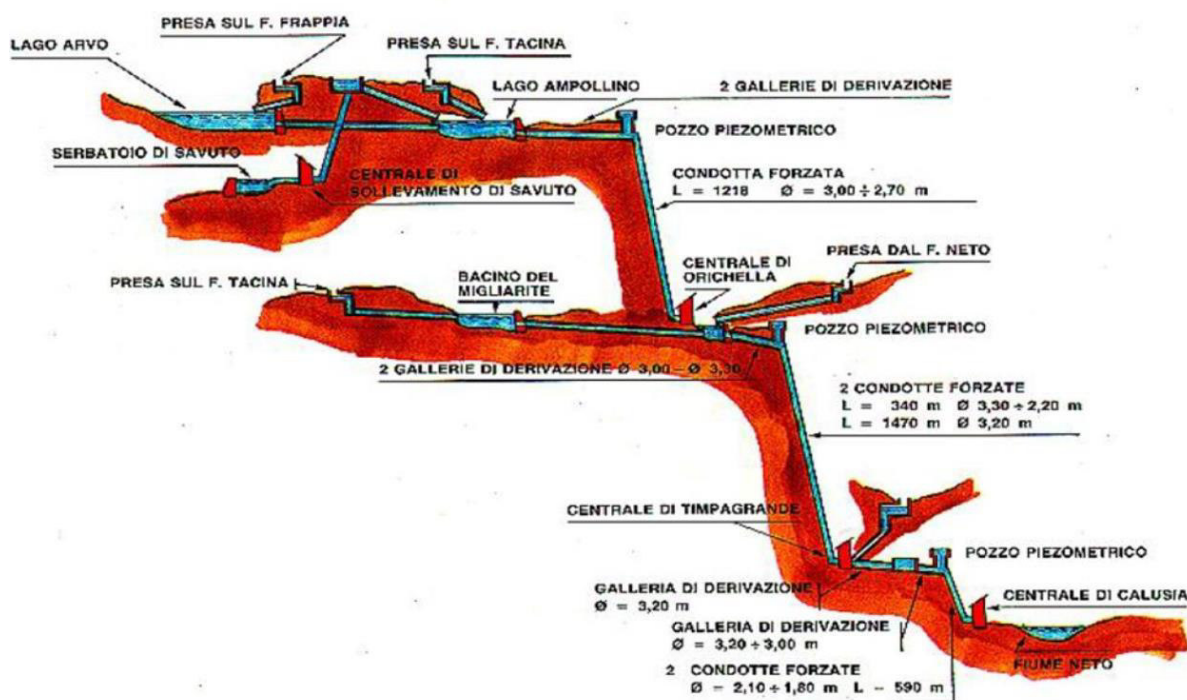 PRESA SUL F. FRAPPIA
LAGO ARVO
PRESA SUL F. TACINA
LAGO AMPOLLINO
2 GALLERIE DI DERIVAZIONE
POZZO PIEZOMETRICO
SERBATOIO DI SAVUTO
CENTRALE DI
SOLLEVAMENTO DI SAVUTO
CONDOTTA FORZATA
L = 1218 Ø = 3,00 ÷ 2,70 m
PRESA SUL F. TACINA
BACINO DEL
MIGLIARITE
CENTRALE DI
ORICHELLA
PRESA DAL F. NETO
POZZO PIEZOMETRICO
2 GALLERIE DI DERIVAZIONE Ø 3,00 – Ø 3,30
2 CONDOTTE FORZATE
L = 340 m Ø 3,30 ÷ 2,20 m
L = 1470 m Ø 3,20 m
CENTRALE DI TIMPAGRANDE
POZZO PIEZOMETRICO
GALLERIA DI DERIVAZIONE
Ø = 3,20 m
CENTRALE DI CALUSIA
GALLERIA DI DERIVAZIONE
Ø = 3,20 ÷ 3,00 m
FIUME NETO
2 CONDOTTE FORZATE
Ø = 2,10 ÷ 1,80 m L – 590 m